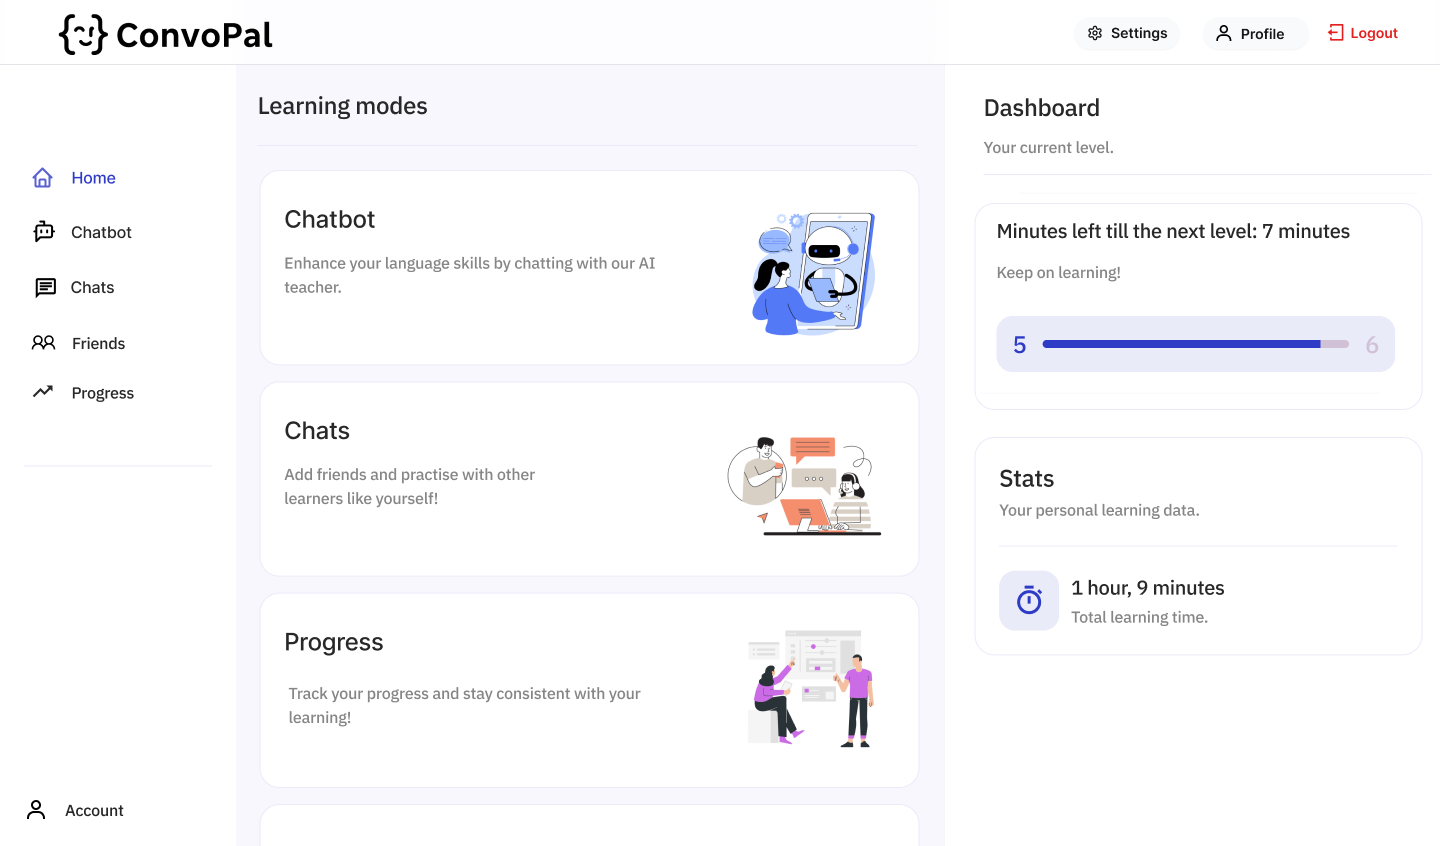 ConvoPal
Settings
Profile
Logout
Home
Chatbot
Chats
Friends
Progress
Account
Learning modes
Chatbot
Enhance your language skills by chatting with our AI
teacher.
Chats
Add friends and practise with other
learners like yourself!
Progress
Track your progress and stay consistent with your
learning!
Dashboard
Your current level.
Minutes left till the next level: 7 minutes
Keep on learning!
5 6
Stats
Your personal learning data.
1 hour, 9 minutes
Total learning time.